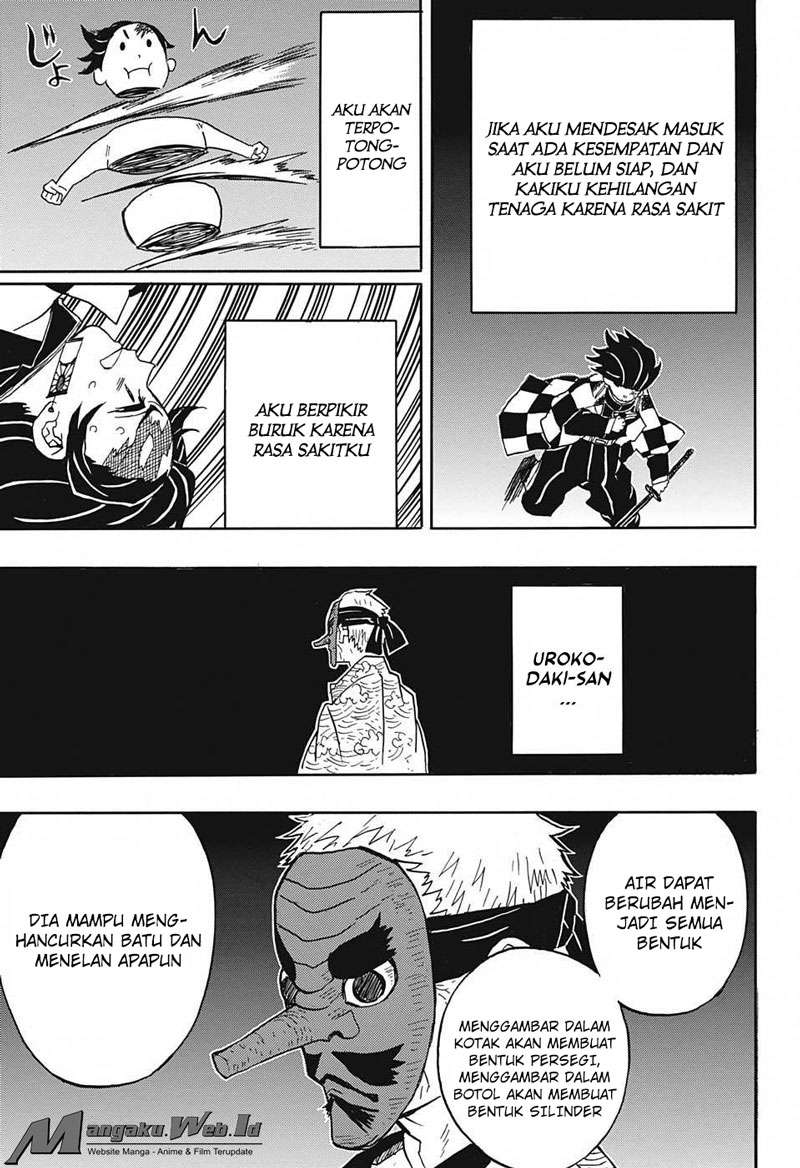 JIKA AKU MENDESAK MASUK
SAAT ADA KESEMPATAN DAN
AKU BELUM SIAP, DAN
KAKIKU KEHILANGAN
TENAGA KARENA RASA SAKIT
AKU AKAN
TERPO-
TONG-
POTONG
じょ
ん
AKU BERPIKIR
BURUK KARENA
RASA SAKITKU
UROKO-
DAKI-SAN
...
AIR DAPAT
BERUBAH MEN-
JADI SEMUA
BENTUK
MENGGAMBAR DALAM
KOTAK AKAN MEMBUAT
BENTUK PERSEGI,
MENGGAMBAR DALAM
BOTOL AKAN MEMBUAT
BENTUK SILINDER
DIA MAMPU MENG-
HANCURKAN BATU DAN
MENELAN APAPUN
Mangaku.Web.Id
Website Manga - Anime & Film Terupdate